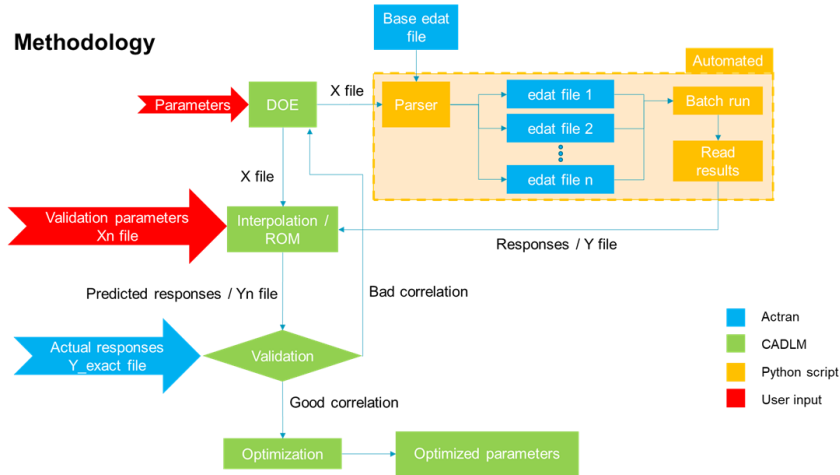 Methodology
Base edat
file
Automated
Parameters
DOE
X file
Parser
edat file 1
edat file 2
edat file n
Batch run
Read
results
X file
Validation parameters
Xn file
Interpolation /
ROM
Responses / Y file
Predicted responses / Yn file
Bad correlation
Actual responses
Y_exact file
Validation
Good correlation
Optimization
Optimized parameters
Actran
CADLM
Python script
User input